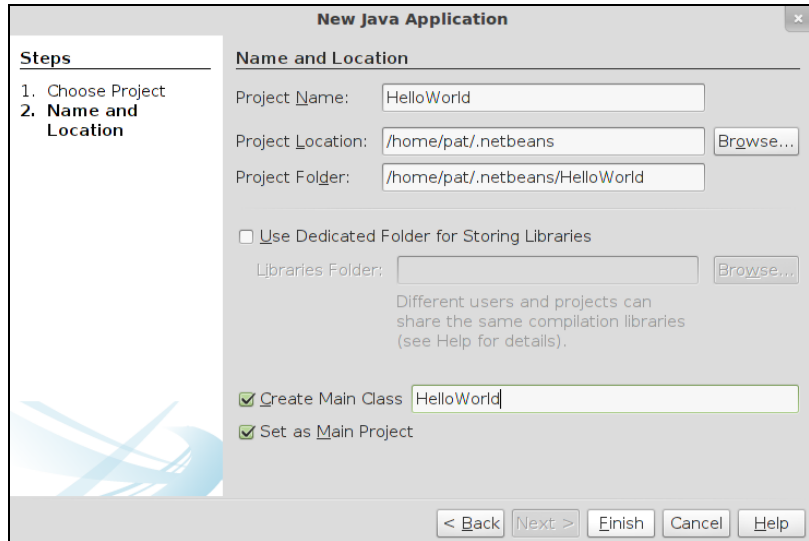 New Java Application
Steps
1. Choose Project
2. Name and
Location
Name and Location
Project Name: HelloWorld
Project Location: /home/pat/.netbeans Browse...
Project Folder: /home/pat/.netbeans/HelloWorld
Use Dedicated Folder for Storing Libraries
Libraries Folder: Browse...
Different users and projects can
share the same compilation libraries
(see Help for details).
Create Main Class HelloWorld
Set as Main Project
< Back Next > Finish Cancel Help